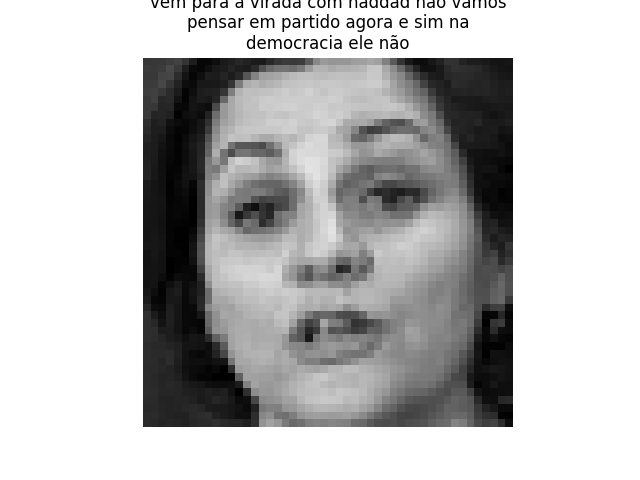 vem para a virada com haddad não vamos
pensar em partido agora e sim na
democracia ele não